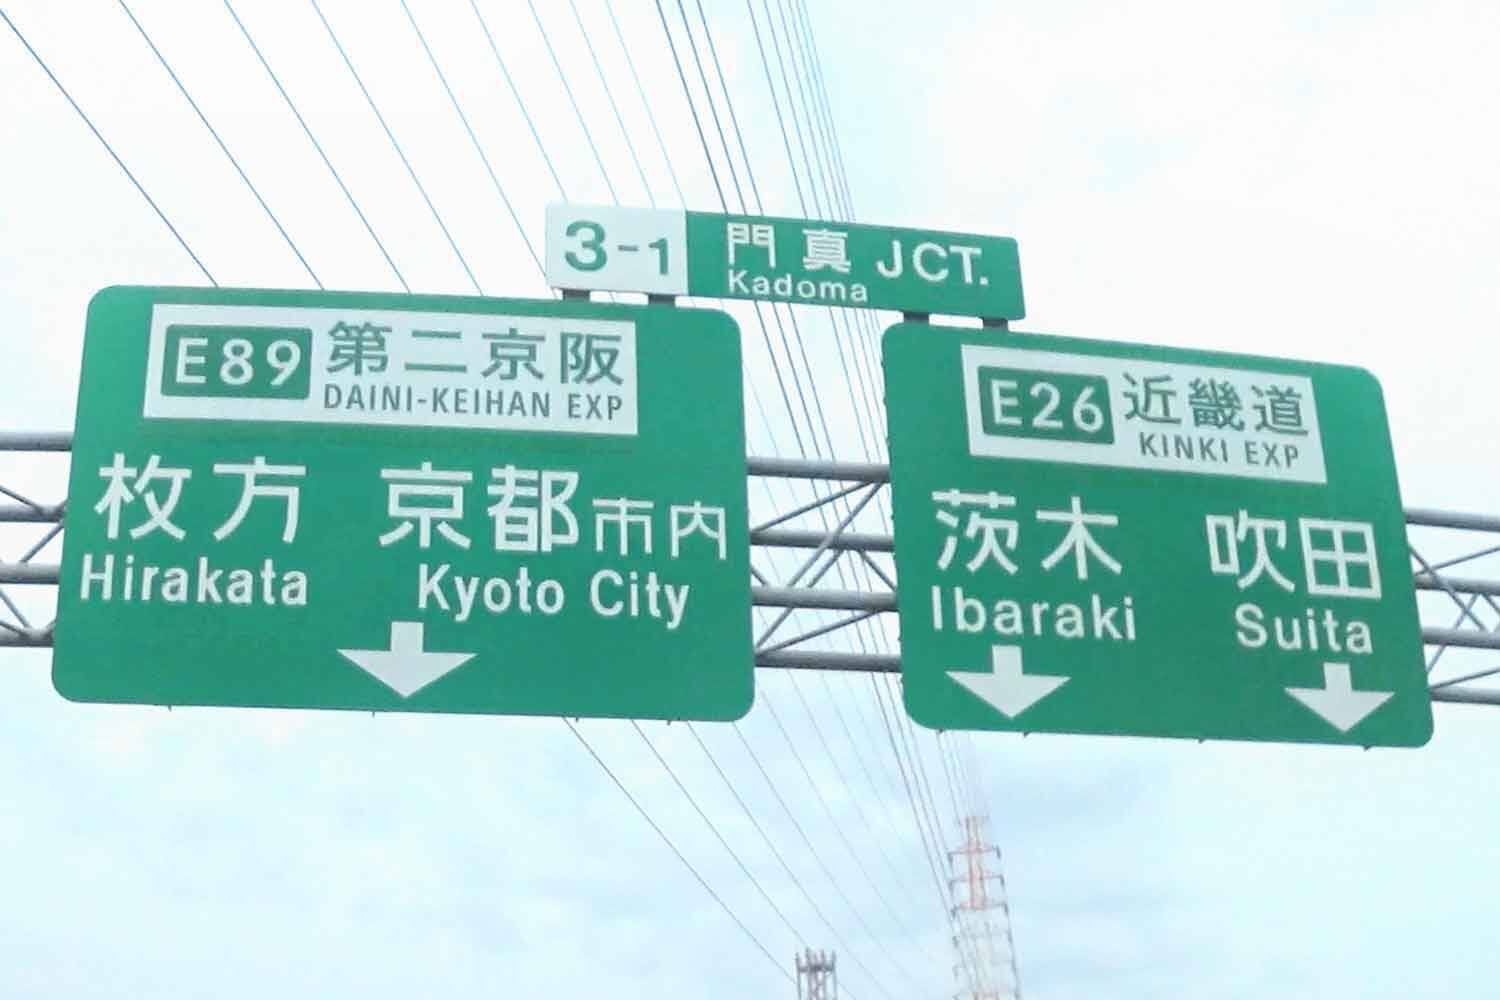 3-1 門真 JCT.
Kadoma
E89 第二京阪
DAINI-KEIHAN EXP
枚方 京都市内
Hirakata Kyoto City
E26 近畿道
KINKI EXP
茨木 吹田
Ibaraki Suita